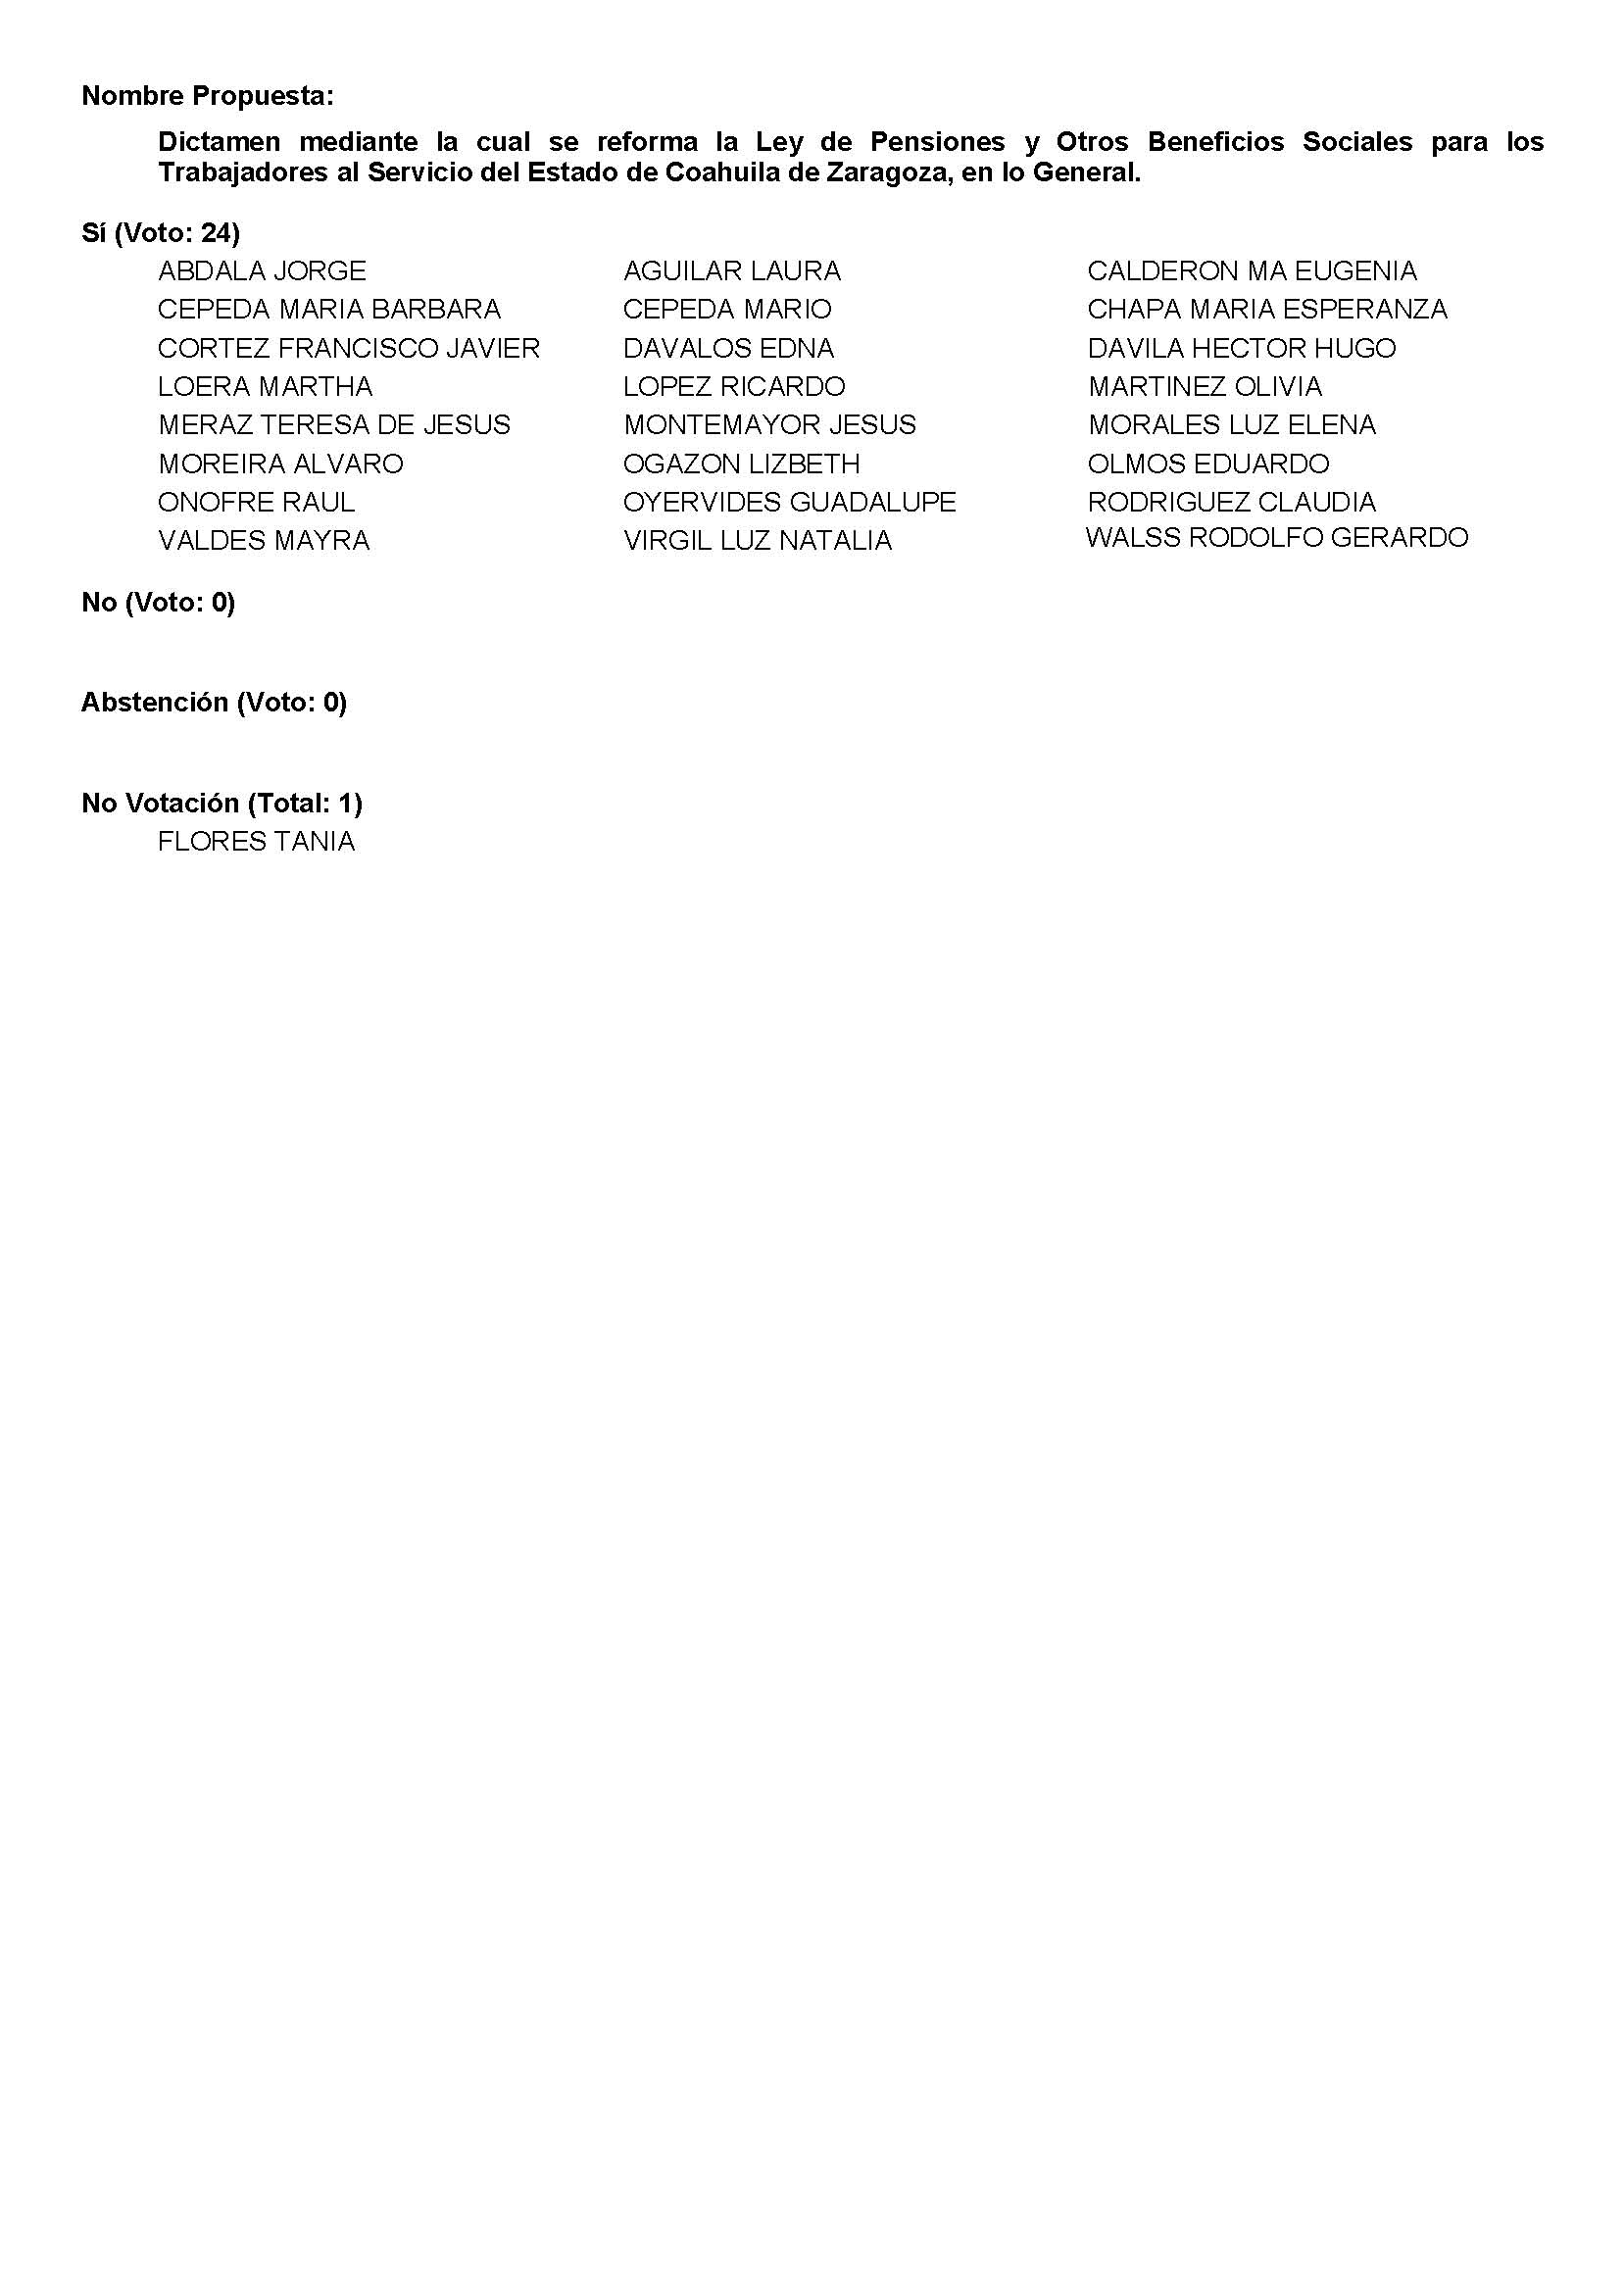 Nombre Propuesta:
Dictamen mediante la cual se reforma la Ley de Pensiones y Otros Beneficios Sociales para los
Trabajadores al Servicio del Estado de Coahuila de Zaragoza, en lo General.
Sí (Voto: 24)
ABDALA JORGE AGUILAR LAURA CALDERON MA EUGENIA
CEPEDA MARIA BARBARA CEPEDA MARIO CHAPA MARIA ESPERANZA
CORTEZ FRANCISCO JAVIER DAVALOS EDNA DAVILA HECTOR HUGO
LOERA MARTHA LOPEZ RICARDO MARTINEZ OLIVIA
MERAZ TERESA DE JESUS MONTEMAYOR JESUS MORALES LUZ ELENA
MOREIRA ALVARO OGAZON LIZBETH OLMOS EDUARDO
ONOFRE RAUL OYERVIDES GUADALUPE RODRIGUEZ CLAUDIA
VALDES MAYRA VIRGIL LUZ NATALIA WALSS RODOLFO GERARDO
No (Voto: 0)
Abstención (Voto: 0)
No Votación (Total: 1)
FLORES TANIA